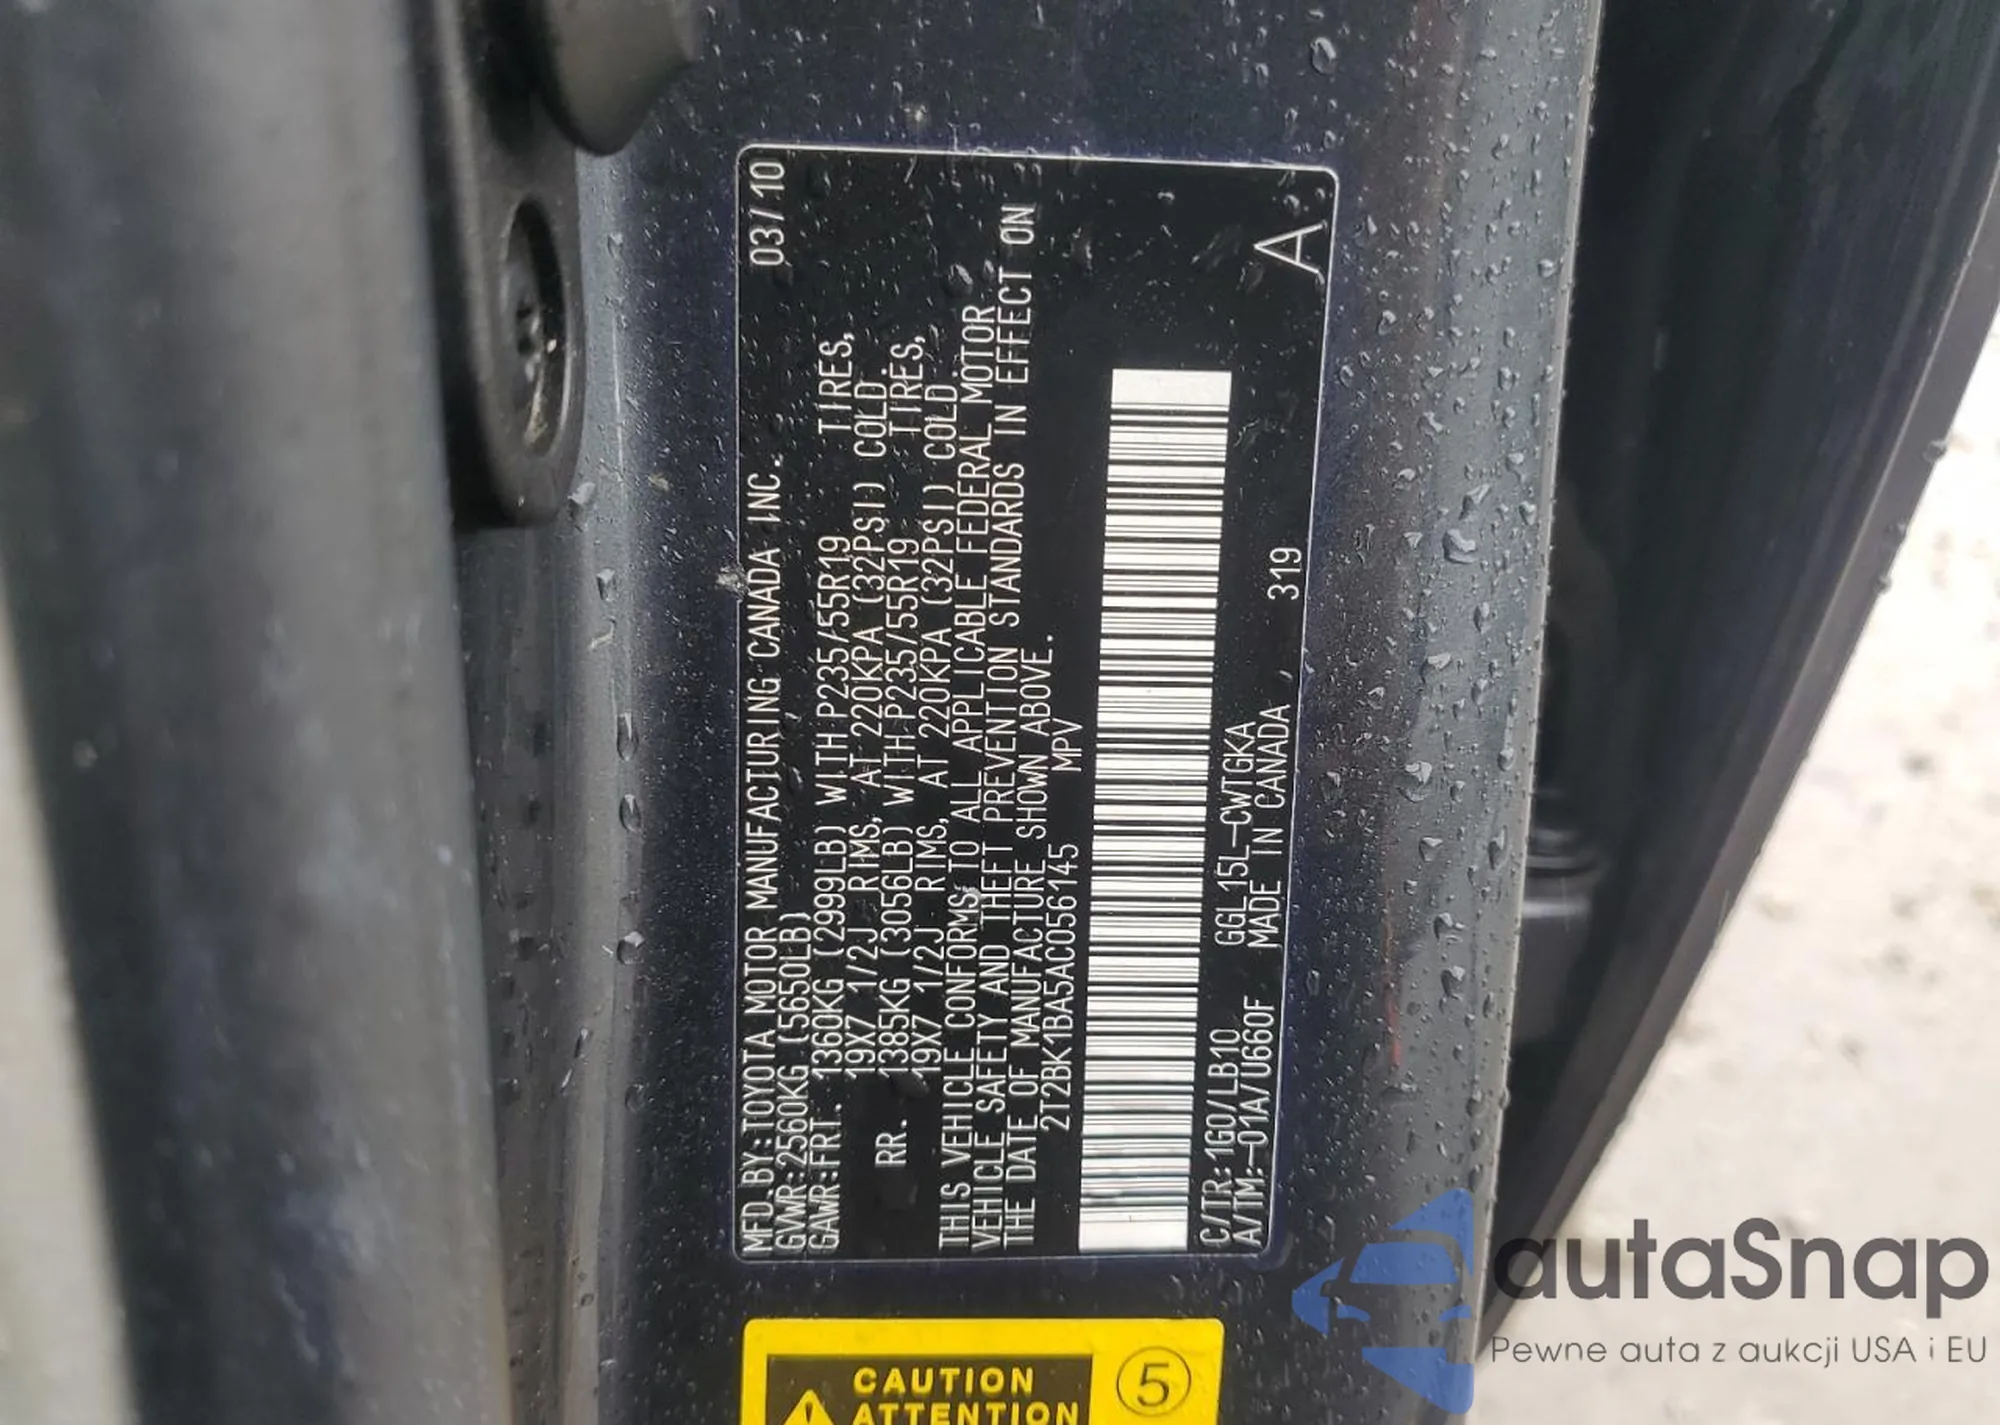 MFD.BY:TOYOTA MOTOR MANUFACTURING CANADA INC. 03/10
GVWR:2560KG (5650LB)
GAWR:FRT. 1360KG (2999LB) WITH P235/55R19 TIRES,
19X7 1/2J RIMS, AT 220KPA (32PSI) COLD
RR. 1385KG (3056LB) WITH P235/55R19 TIRES,
19X7 1/2J RIMS, AT 220KPA (32PSI) COLD
THIS VEHICLE CONFORMS TO ALL APPLICABLE FEDERAL MOTOR
VEHICLE SAFETY AND THEFT PREVENTION STANDARDS IN EFFECT ON
THE DATE OF MANUFACTURE SHOWN ABOVE.
2T2BK1BA5AC056145 MPV
C/TR:1G0/LB10 GGL15L-CWTGKA
A/TM:-01A/U660F MADE IN CANADA 319 A
CAUTION
ATTENTION
5
autaSnap
Pewne auta z aukcji USA i EU